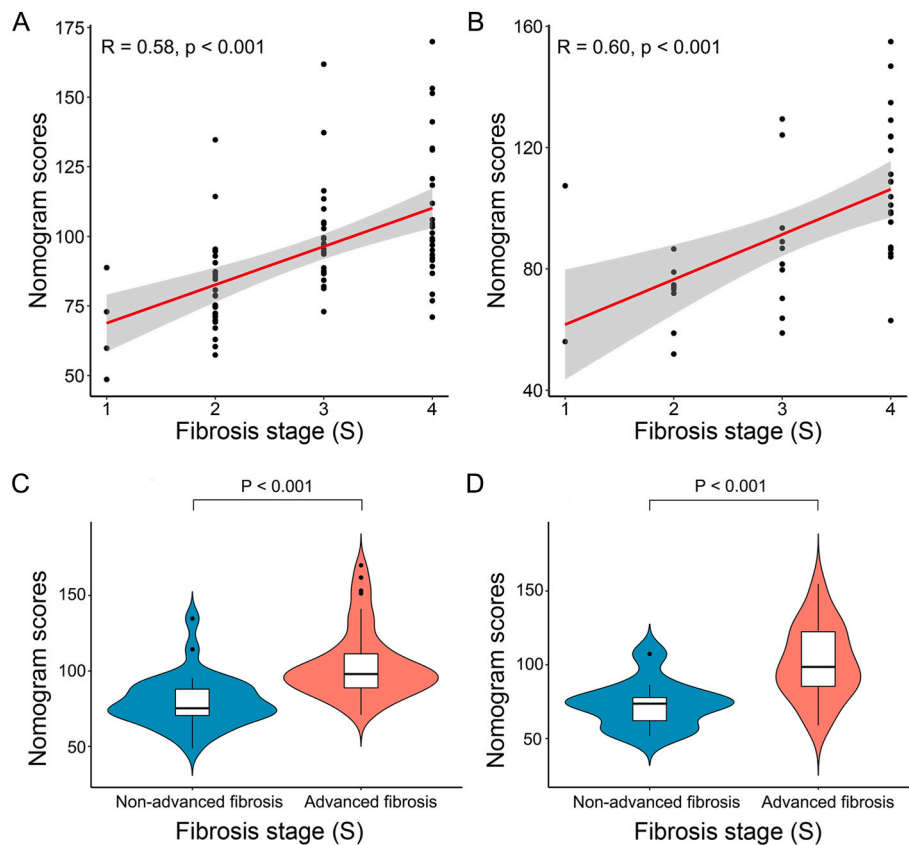 A
R = 0.58, p < 0.001
Nomogram scores
175
150
125
100
75
50
1 2 3 4
Fibrosis stage (S)
B
R = 0.60, p < 0.001
Nomogram scores
160
120
80
40
1 2 3 4
Fibrosis stage (S)
C
P < 0.001
Nomogram scores
150
100
50
Non-advanced fibrosis Advanced fibrosis
Fibrosis stage (S)
D
P < 0.001
Nomogram scores
150
100
50
Non-advanced fibrosis Advanced fibrosis
Fibrosis stage (S)